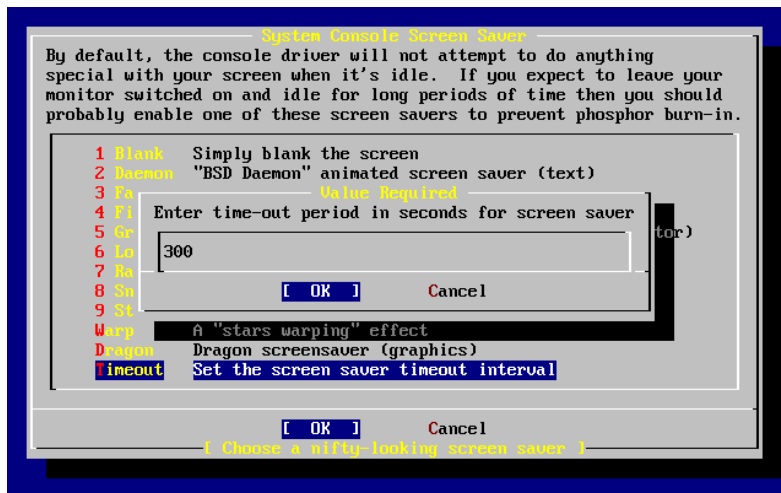 System Console Screen Saver
By default, the console driver will not attempt to do anything
special with your screen when it's idle.  If you expect to leave your
monitor switched on and idle for long periods of time then you should
probably enable one of these screen savers to prevent phosphor burn-in.
1 Blank    Simply blank the screen
2 Daemon  "BSD Daemon" animated screen saver (text)
3 Fa
Value Required
4 Fi
Enter time-out period in seconds for screen saver
5 Gr
tor)
6 Lo
300
7 Ra
8 Sn
[ OK ]    Cancel
9 St
Warp    A "stars warping" effect
Dragon    Dragon screensaver (graphics)
Timeout    Set the screen saver timeout interval
[ OK ]    Cancel
[ Choose a nifty-looking screen saver ]